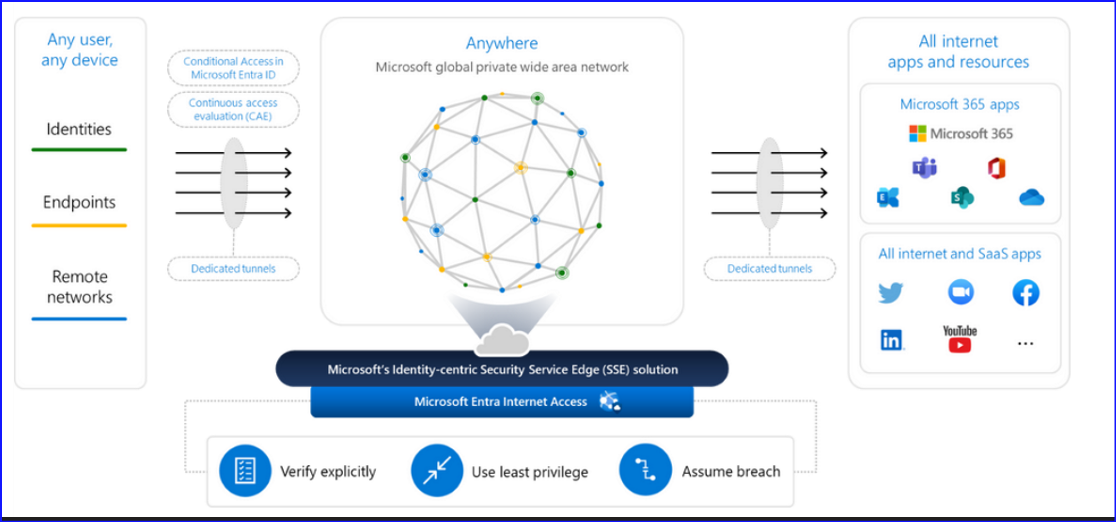 Any user,
any device
Identities
Endpoints
Remote
networks
Conditional Access in
Microsoft Entra ID
Continuous access
evaluation (CAE)
Dedicated tunnels
Anywhere
Microsoft global private wide area network
Dedicated tunnels
All internet
apps and resources
Microsoft 365 apps
Microsoft 365
T
E
S
All internet and SaaS apps
in
YouTube
...
Microsoft's Identity-centric Security Service Edge (SSE) solution
Microsoft Entra Internet Access
Verify explicitly
Use least privilege
Assume breach